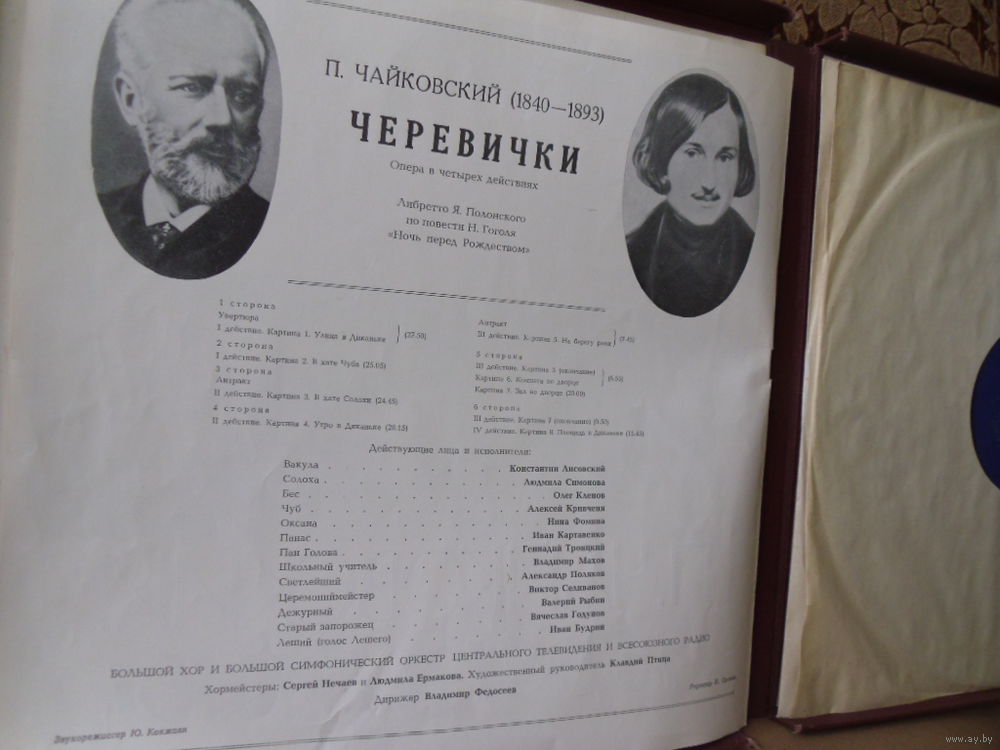 П. ЧАЙКОВСКИЙ (1840—1893)
ЧЕРЕВИЧКИ
Опера в четырех действиях
Либретто Я. Полонского
по повести Н. Гоголя
«Ночь перед Рождеством»
1 сторона
Увертюра
I действие. Картина 1. Улица в Диканьке (27.50)
2 сторона
I действие. Картина 2. В хате Чуба (25.05)
3 сторона
Антракт
II действие. Картина 3. В хате Солохи (24.45)
4 сторона
II действие. Картина 4. Утро в Диканьке (20.15)
Антракт
III действие. Картина 5. На берегу реки (7.45)
5 сторона
III действие. Картина 5 (окончание)
Картина 6. Комната во дворце
Картина 7. Зал во дворце
6 сторона
III действие. Картина 7 (окончание)
IV действие. Картина 8. Площадь в Диканьке
Действующие лица и исполнители:
Вакула . . . Константин Лисовский
Солоха . . . Людмила Симонова
Бес . . . Олег Кленов
Чуб . . . Алексей Кривченя
Оксана . . . Нина Фомина
Панас . . . Иван Картавенко
Пан Голова . . . Геннадий Троицкий
Школьный учитель . . . Владимир Махов
Светлейший . . . Александр Поляков
Церемониймейстер . . . Виктор Селиванов
Дежурный . . . Валерий Рыбин
Старый запорожец . . . Вячеслав Годунов
Леший (голос Лешего) . . . Иван Будрин
БОЛЬШОЙ ХОР И БОЛЬШОЙ СИМФОНИЧЕСКИЙ ОРКЕСТР ЦЕНТРАЛЬНОГО ТЕЛЕВИДЕНИЯ И ВСЕСОЮЗНОГО РАДИО
Хормейстеры: Сергей Нечаев и Людмила Ермакова. Художественный руководитель Клавдий Птица
Дирижер Владимир Федосеев
Звукорежиссер Ю. Кокжаян
Редактор
www.ay.by